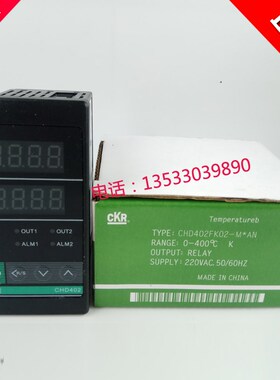 电话: 13533039890
CKR
Temperatureb
TYPE: CHD402FK02-M*AN
RANGE: 0-400℃ K
OUTPUT: RELAY
SUPPLY: 220VAC.50/60HZ
MADE IN CHINA
OUT1 OUT2
ALM1 ALM2
CHD402